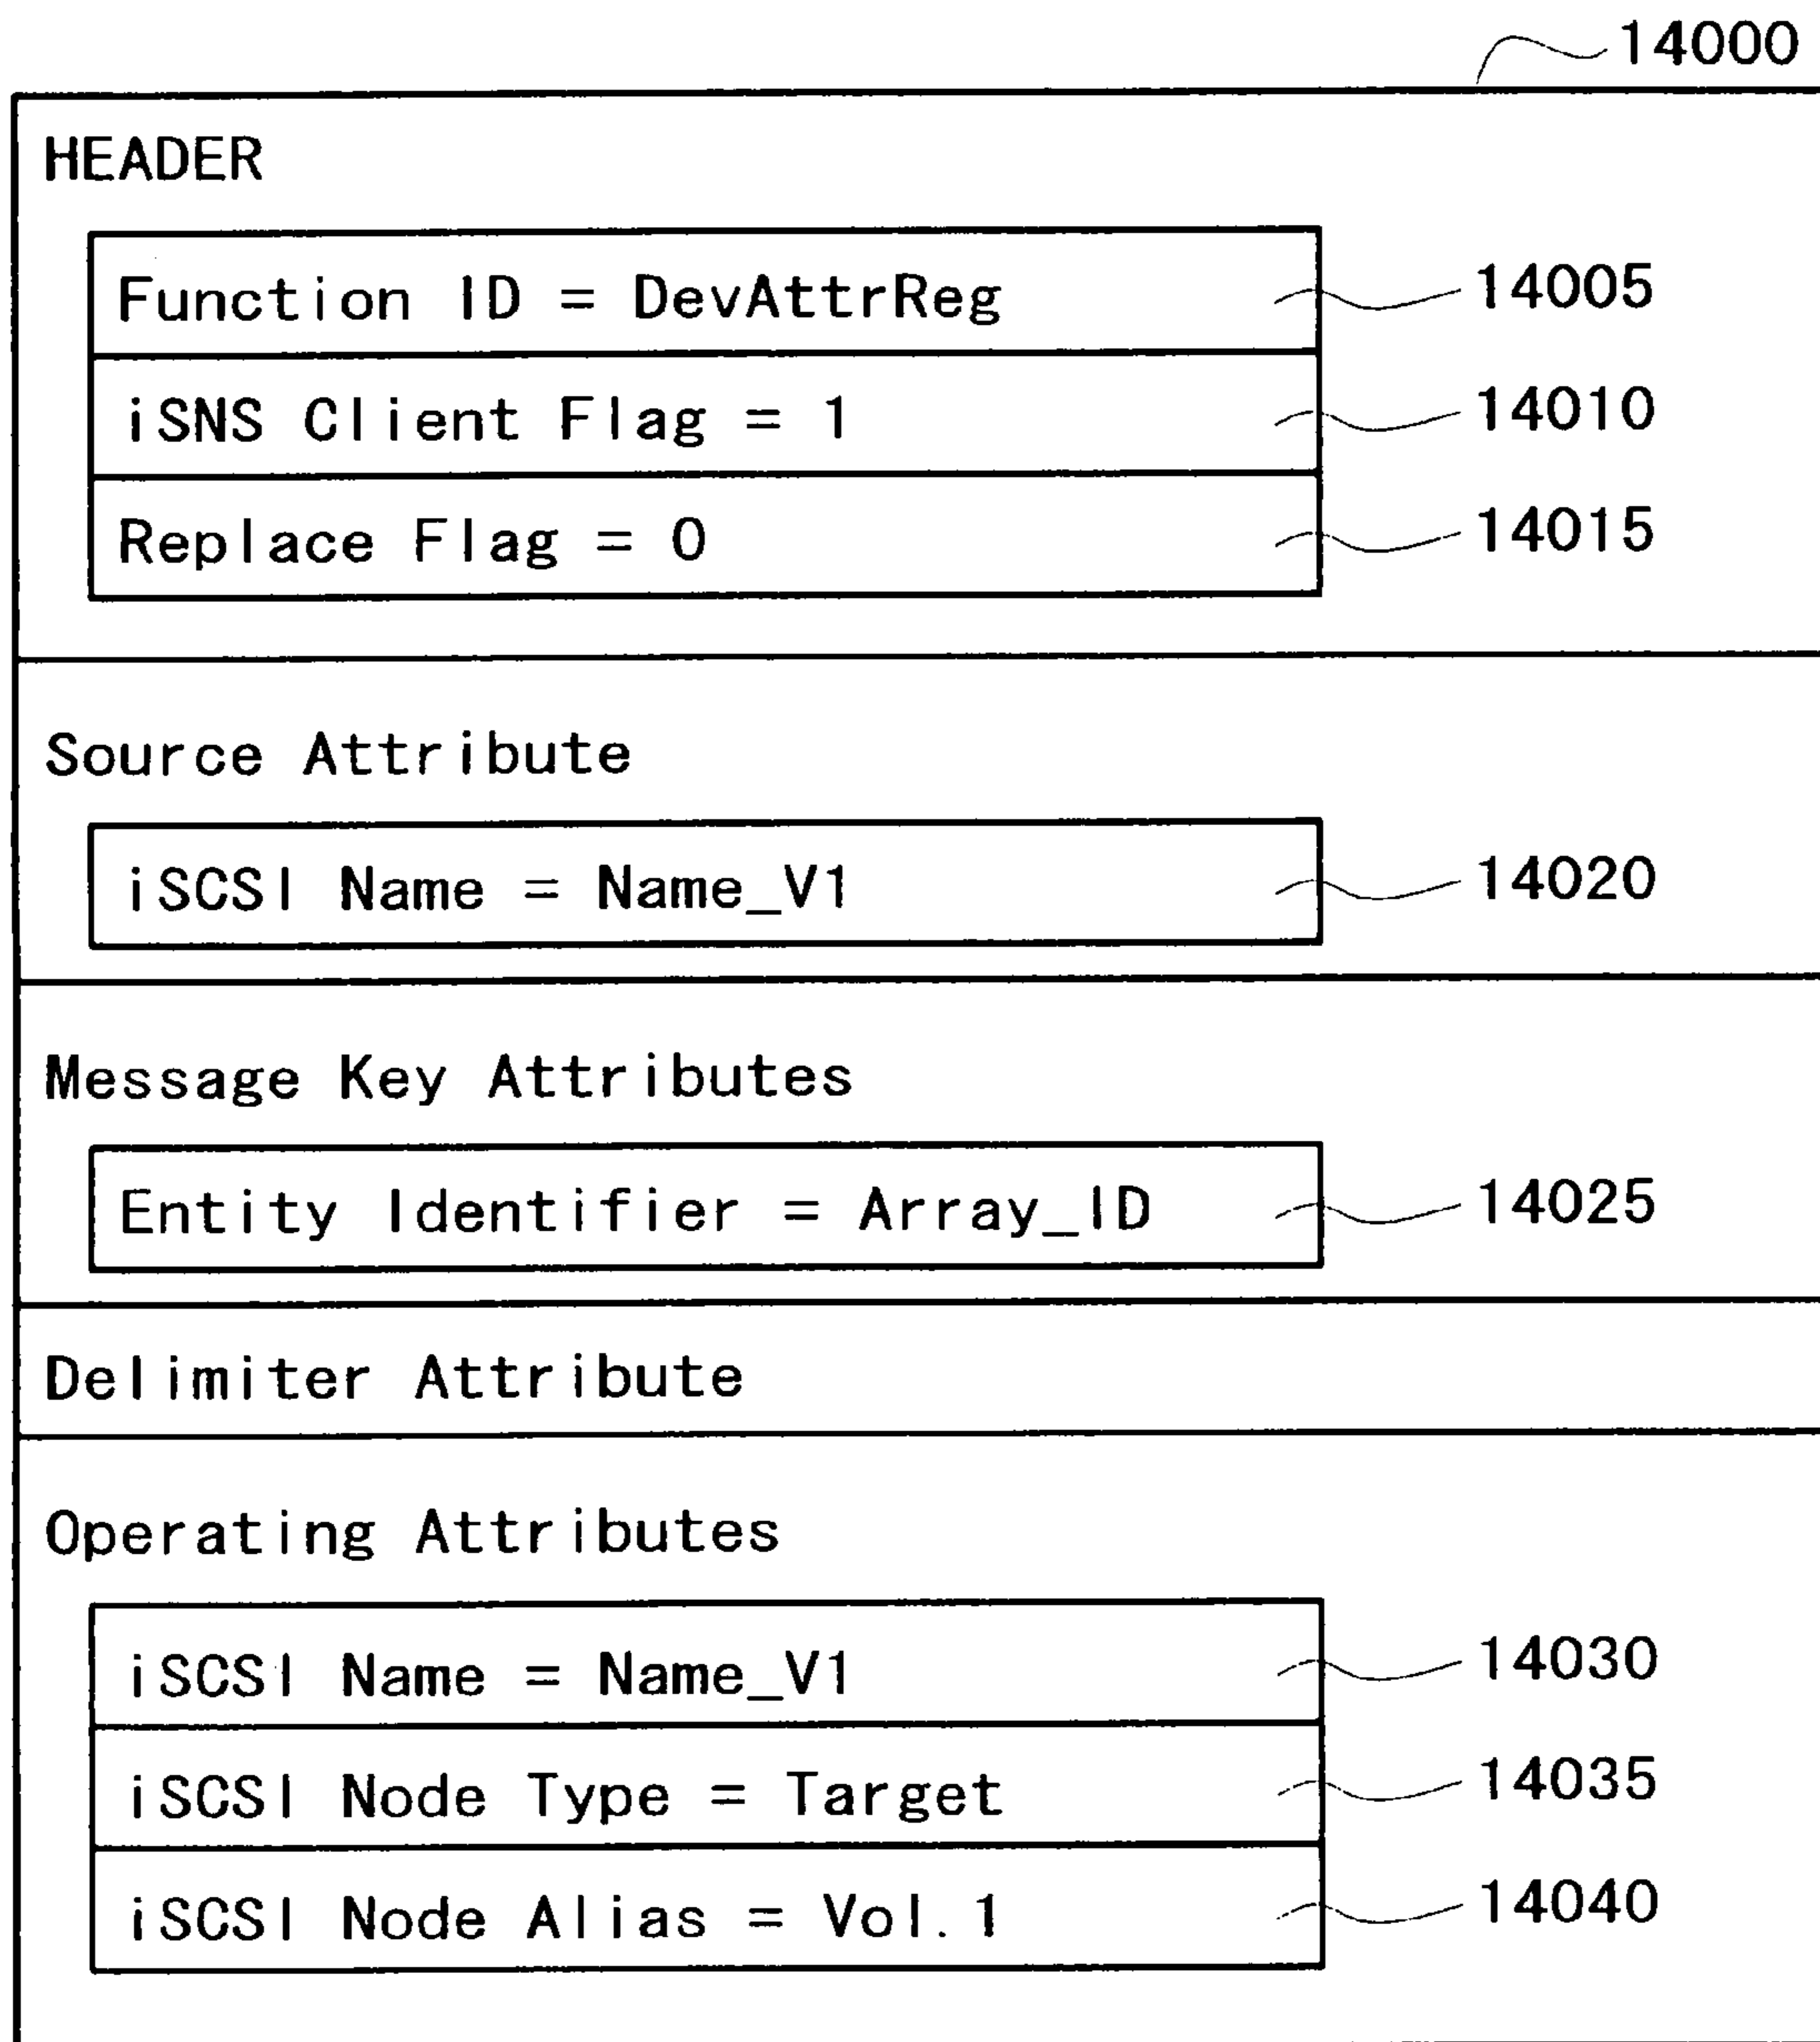 14000
HEADER
Function ID = DevAttrReg
14005
iSNS Client Flag = 1
14010
Replace Flag = 0
14015
Source Attribute
iSCSI Name = Name_V1
14020
Message Key Attributes
Entity Identifier = Array_ID
14025
Delimiter Attribute
Operating Attributes
iSCSI Name = Name_V1
14030
iSCSI Node Type = Target
14035
iSCSI Node Alias = Vol.1
14040